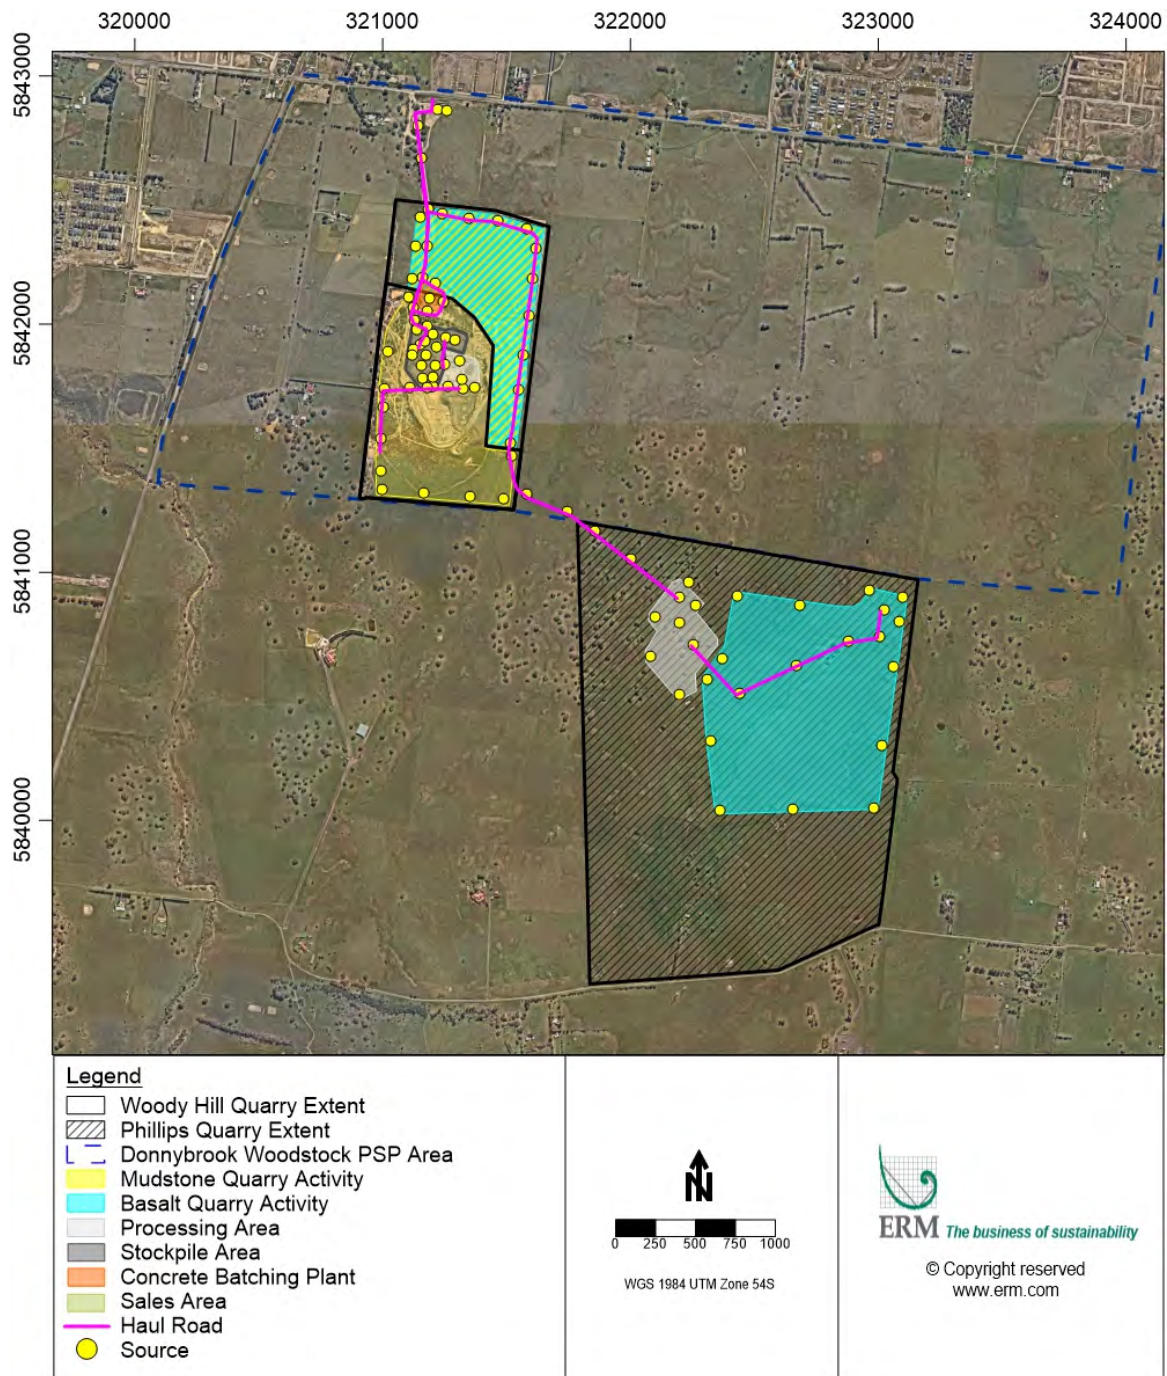 320000 321000 322000 323000 324000
5843000
5842000
5841000
5840000
Legend
Woody Hill Quarry Extent
Phillips Quarry Extent
Donnybrook Woodstock PSP Area
Mudstone Quarry Activity
Basalt Quarry Activity
Processing Area
Stockpile Area
Concrete Batching Plant
Sales Area
Haul Road
Source
N
0 250 500 750 1000
WGS 1984 UTM Zone 54S
ERM The business of sustainability
© Copyright reserved
www.erm.com